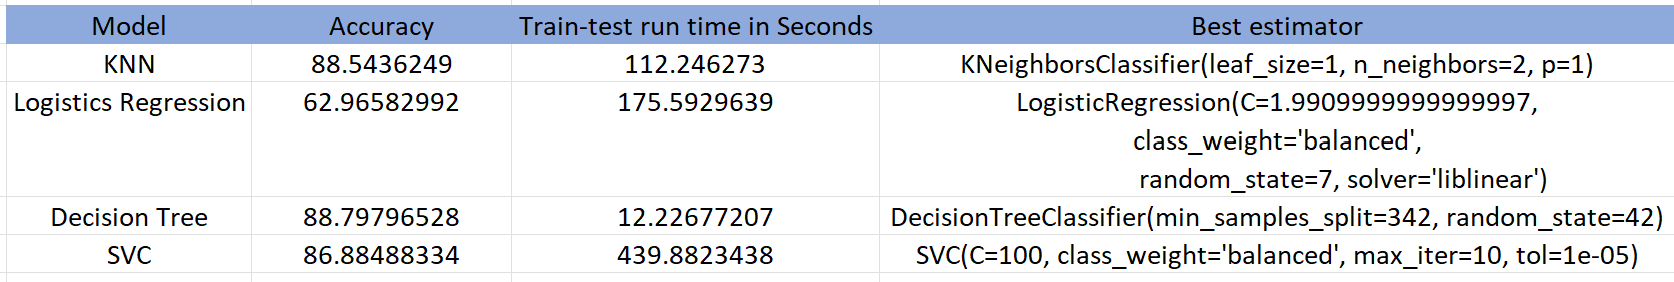 Model Accuracy Train-test run time in Seconds Best estimator
KNN 88.5436249 112.246273 KNeighborsClassifier(leaf_size=1, n_neighbors=2, p=1)
Logistics Regression 62.96582992 175.5929639 LogisticRegression(C=1.9909999999999997,
class_weight='balanced',
random_state=7, solver='liblinear')
Decision Tree 88.79796528 12.22677207 DecisionTreeClassifier(min_samples_split=342, random_state=42)
SVC 86.88488334 439.8823438 SVC(C=100, class_weight='balanced', max_iter=10, tol=1e-05)